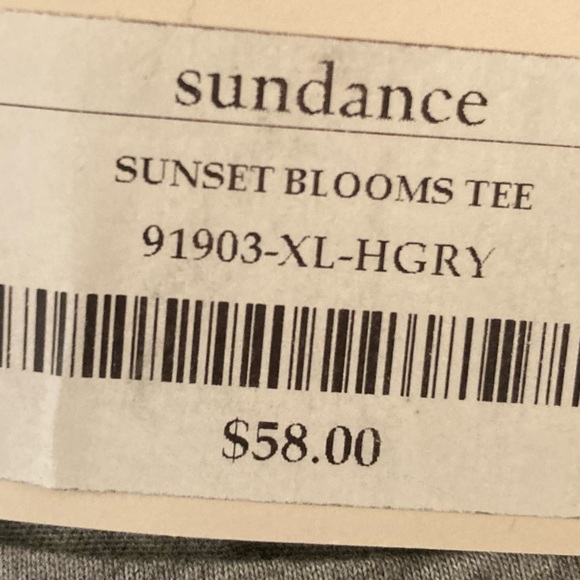 sundance
SUNSET BLOOMS TEE
91903-XL-HGRY
$58.00